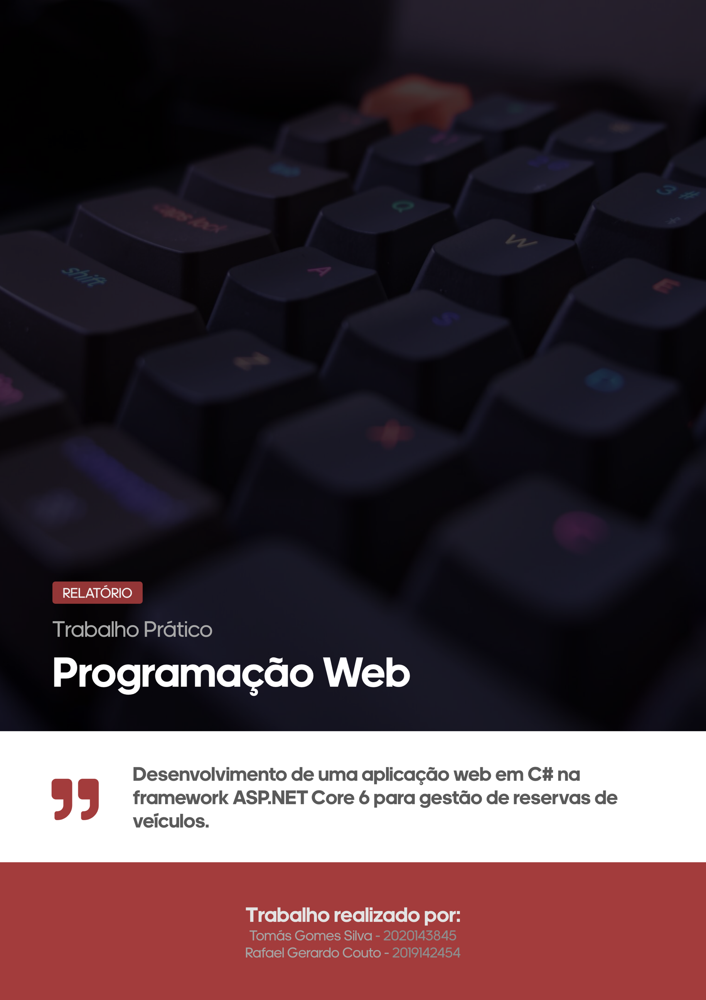 3 #
Q
caps lock
W
A
shift
E
S
Z
D
X
RELATÓRIO
Trabalho Prático
Programação Web
Desenvolvimento de uma aplicação web em C# na
framework ASP.NET Core 6 para gestão de reservas de
veículos.
Trabalho realizado por:
Tomás Gomes Silva - 2020143845
Rafael Gerardo Couto - 2019142454